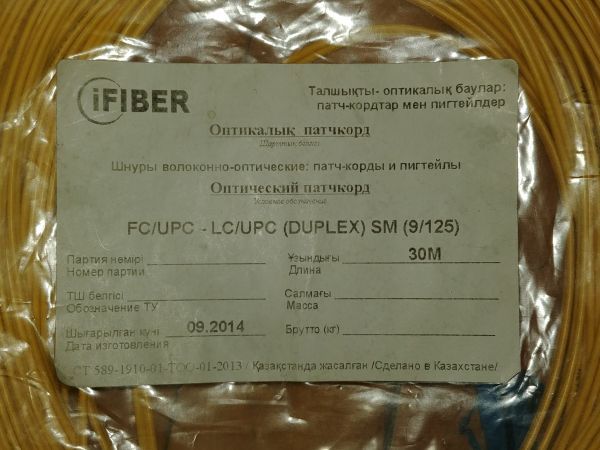 iFIBER
Талшықты- оптикалық баулар:
патч-кордтар мен пигтейлдер
Оптикалық патчкорд
Шартты белгісі
Шнуры волоконно-оптические: патч-корды и пигтейлы
Оптический патчкорд
Условное обозначение
FC/UPC - LC/UPC (DUPLEX) SM (9/125)
Партия немірі
Номер партии
Ұзындығы 30М
Длина
ТШ белгісі
Обозначение ТУ
Салмағы
Масса
Шығарылған күні 09.2014
Дата изготовления
Брутто (кг)
СТ 589-1910-01-ТОО-01-2013 / Қазақстанда жасалған /Сделано в Казахстане/